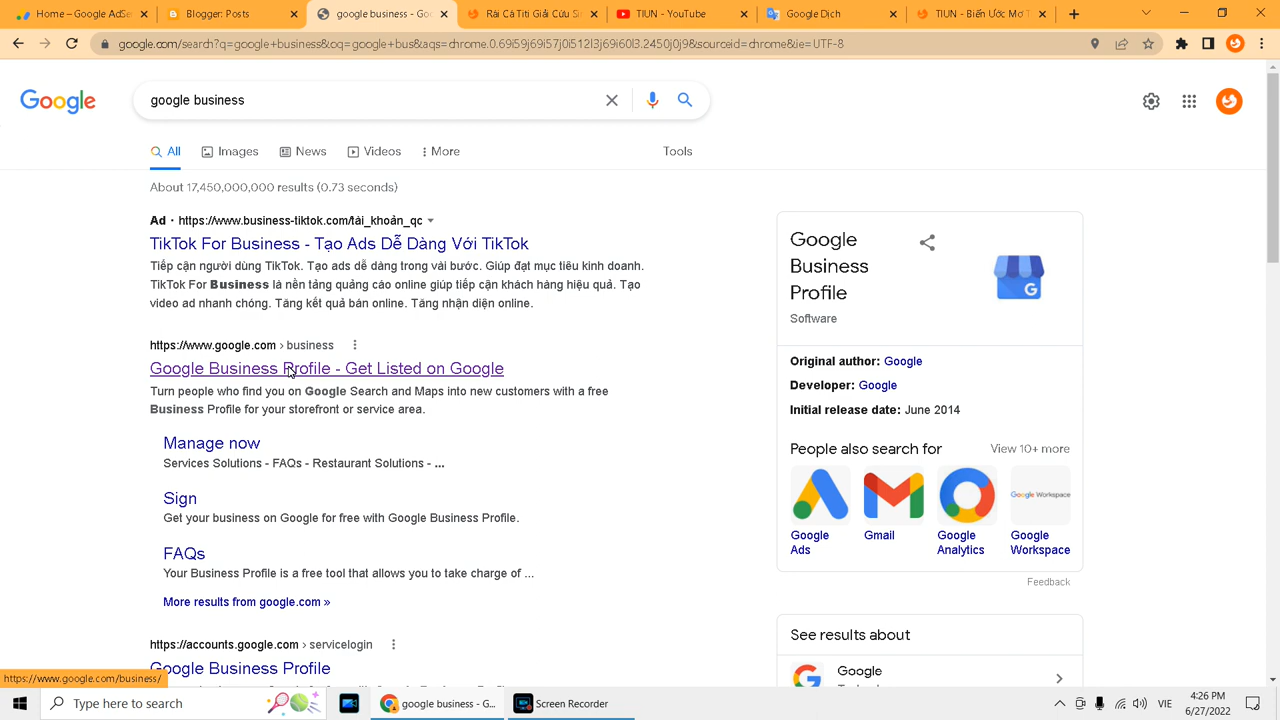 Home - Google AdSe
Blogger: Posts
google business - Go
Rái Cá Titi Giải Cứu Si
TIUN - YouTube
Google Dịch
TIUN - Biến Ước Mơ T
google.com/search?q=google+business&oq=google+bus&aqs=chrome.0.69i59j69i57j0i512l3j69i60l3.2450j0j9&sourceid=chrome&ie=UTF-8
Google
google business
All
Images
News
Videos
More
Tools
About 17,450,000,000 results (0.73 seconds)
Ad · https://www.business-tiktok.com/tài_khoản_qc
TikTok For Business - Tạo Ads Dễ Dàng Với TikTok
Tiếp cận người dùng TikTok. Tạo ads dễ dàng trong vài bước. Giúp đạt mục tiêu kinh doanh.
TikTok For Business là nền tảng quảng cáo online giúp tiếp cận khách hàng hiệu quả. Tạo
video ad nhanh chóng. Tăng kết quả bán online. Tăng nhận diện online.
https://www.google.com › business
Google Business Profile - Get Listed on Google
Turn people who find you on Google Search and Maps into new customers with a free
Business Profile for your storefront or service area.
Manage now
Services Solutions - FAQs - Restaurant Solutions - ...
Sign
Get your business on Google for free with Google Business Profile.
FAQs
Your Business Profile is a free tool that allows you to take charge of ...
More results from google.com »
https://accounts.google.com › servicelogin
Google Business Profile
Google
Business
Profile
Software
Original author: Google
Developer: Google
Initial release date: June 2014
People also search for
View 10+ more
Google Workspace
Google
Ads
Gmail
Google
Analytics
Google
Workspace
Feedback
See results about
Google
https://www.google.com/business/
Type here to search
google business - G...
Screen Recorder
VIE
4:26 PM
6/27/2022